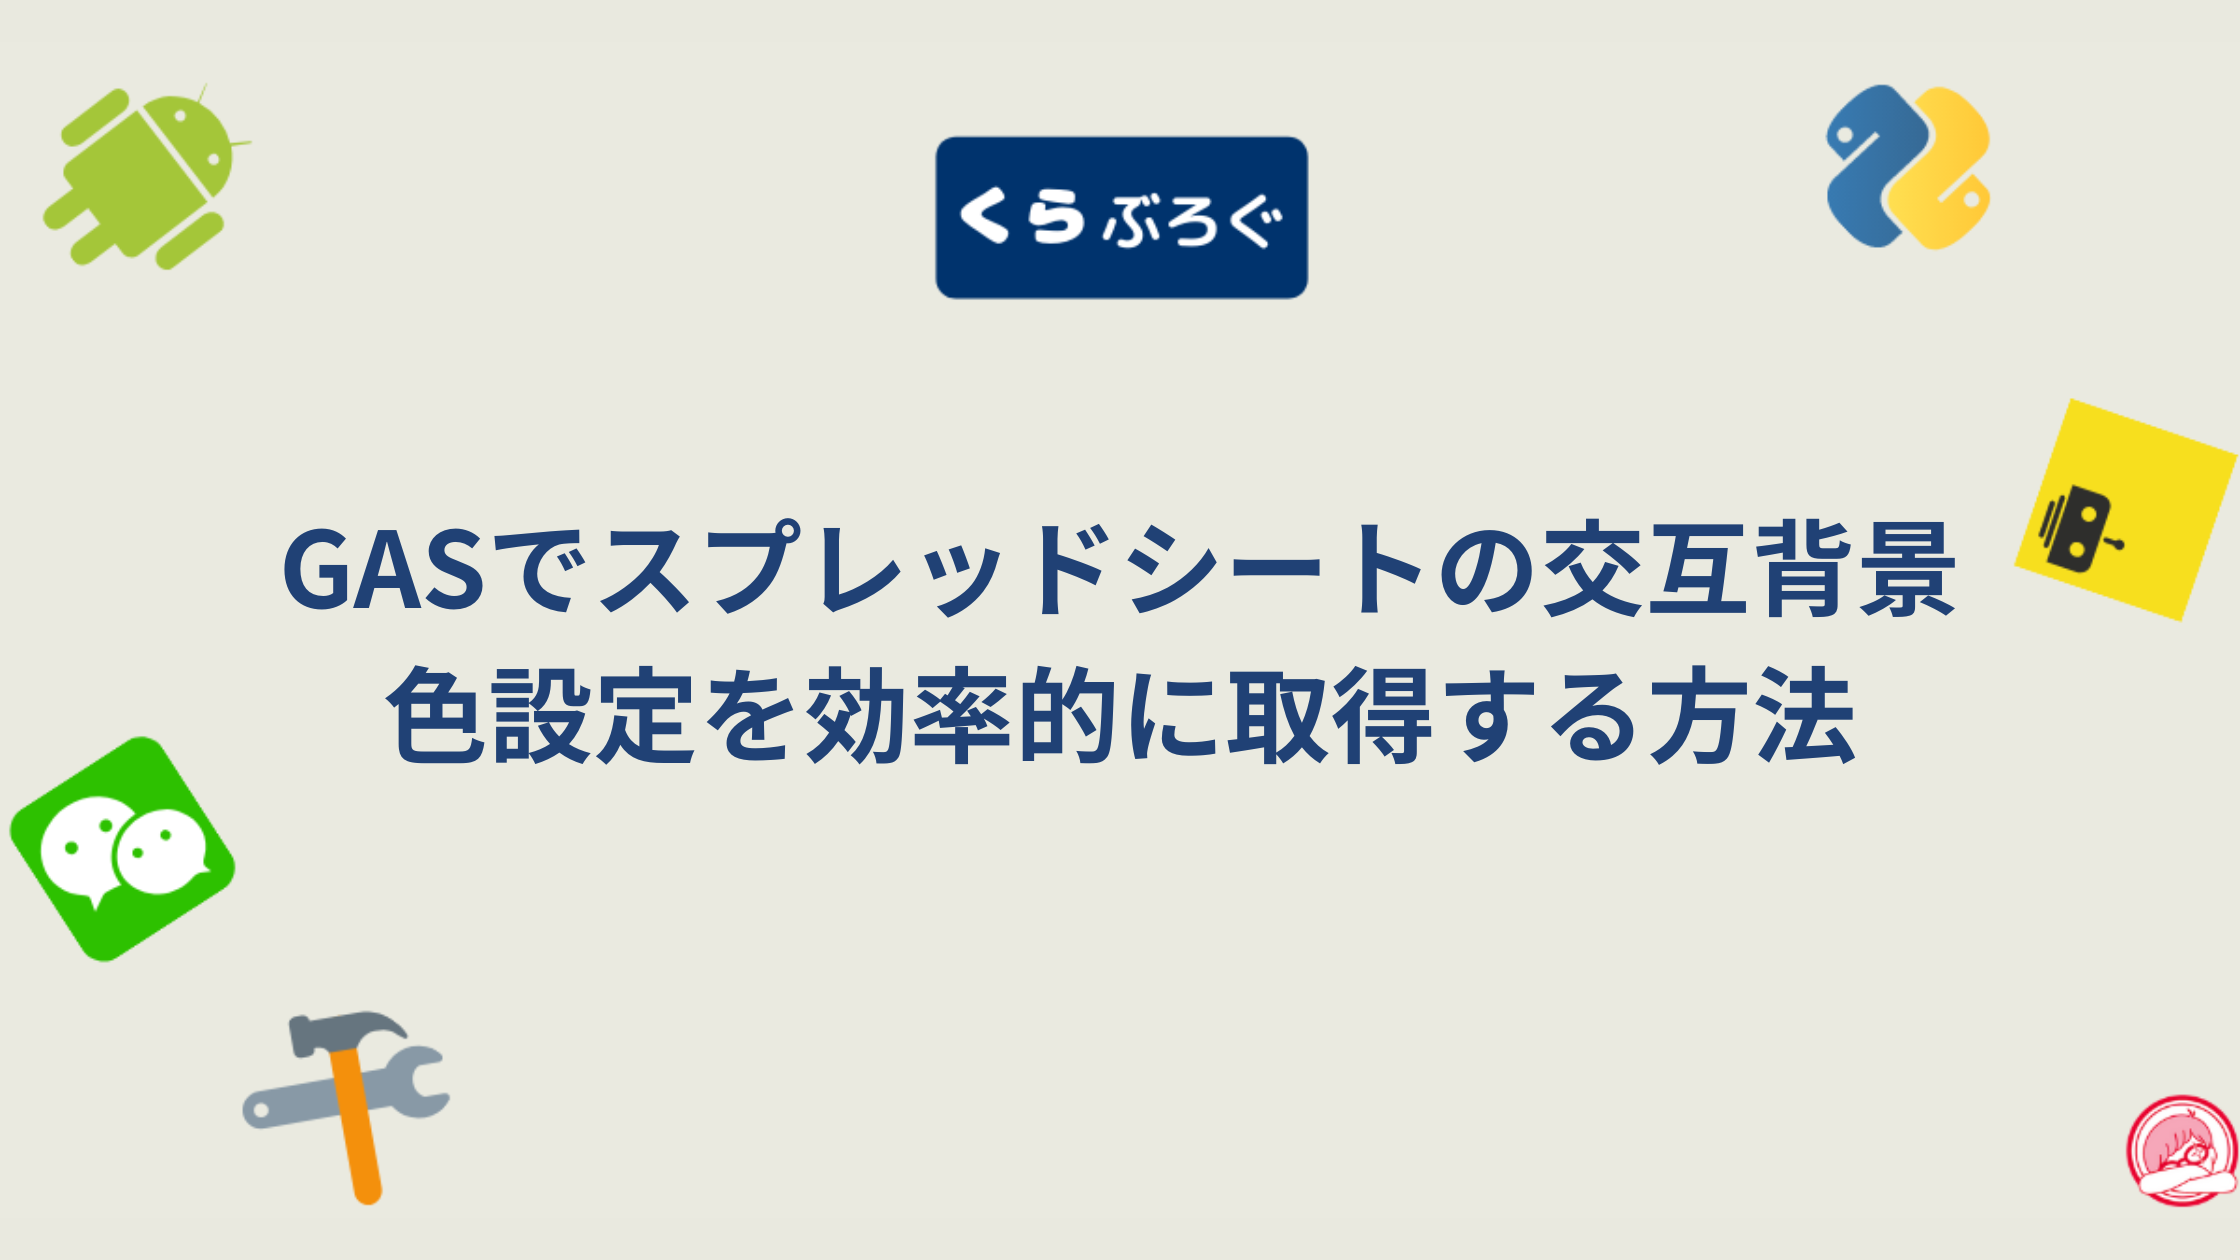 くらぶろぐ
GASでスプレッドシートの交互背景
色設定を効率的に取得する方法